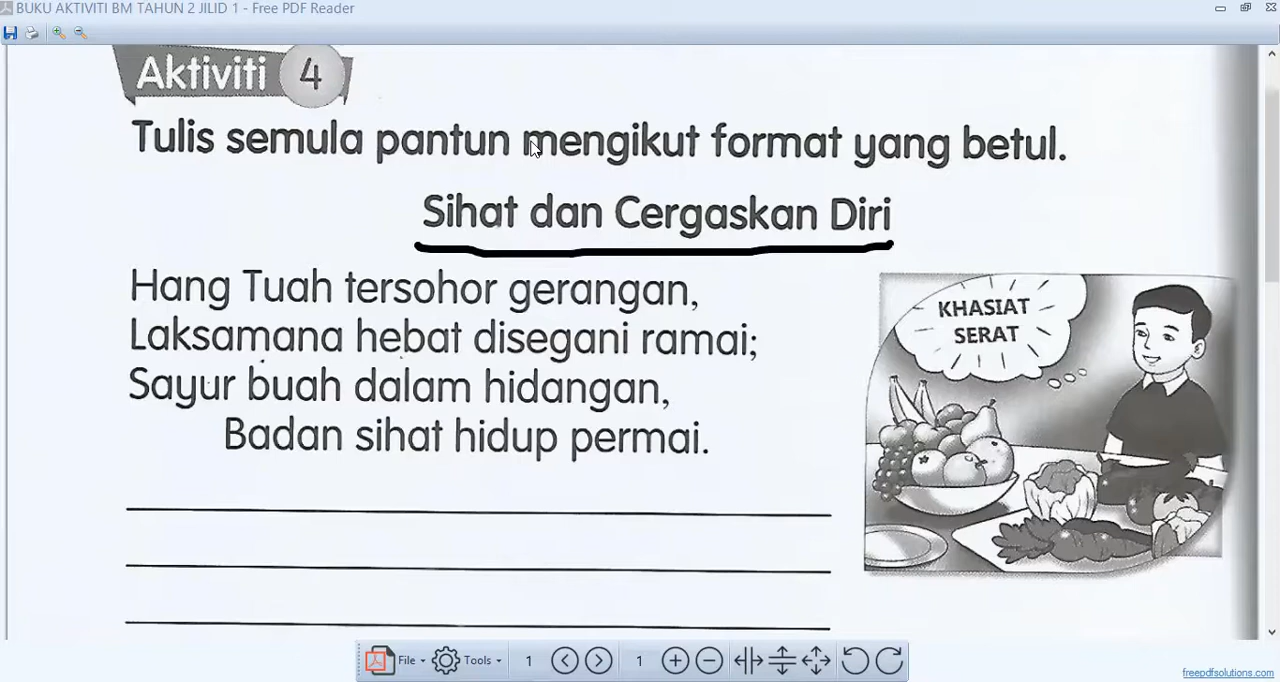 BUKU AKTIVITI BM TAHUN 2 JILID 1 - Free PDF Reader
Aktiviti 4
Tulis semula pantun mengikut format yang betul.
Sihat dan Cergaskan Diri
Hang Tuah tersohor gerangan,
Laksamana hebat disegani ramai;
Sayur buah dalam hidangan,
Badan sihat hidup permai.
KHASIAT
SERAT
File Tools 1 1
freepdfsolutions.com